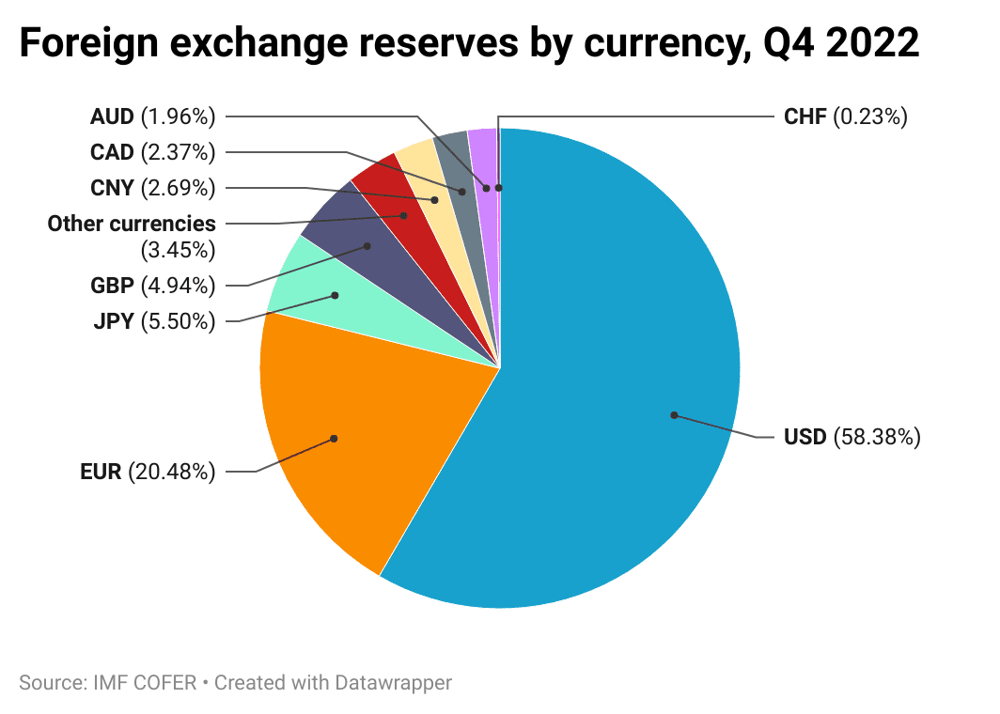 Foreign exchange reserves by currency, Q4 2022
AUD (1.96%)
CHF (0.23%)
CAD (2.37%)
CNY (2.69%)
Other currencies
(3.45%)
GBP (4.94%)
JPY (5.50%)
USD (58.38%)
EUR (20.48%)
Source: IMF COFER • Created with Datawrapper